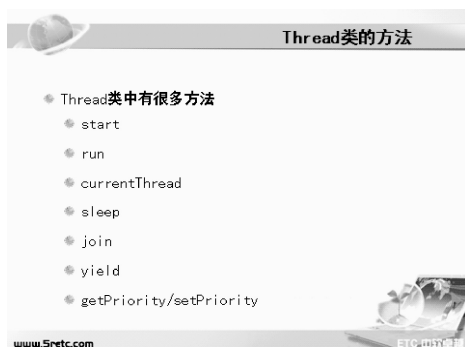 Thread类的方法
Thread类中有很多方法
start
run
currentThread
sleep
join
yield
getPriority/setPriority
www.5retc.com
ETC